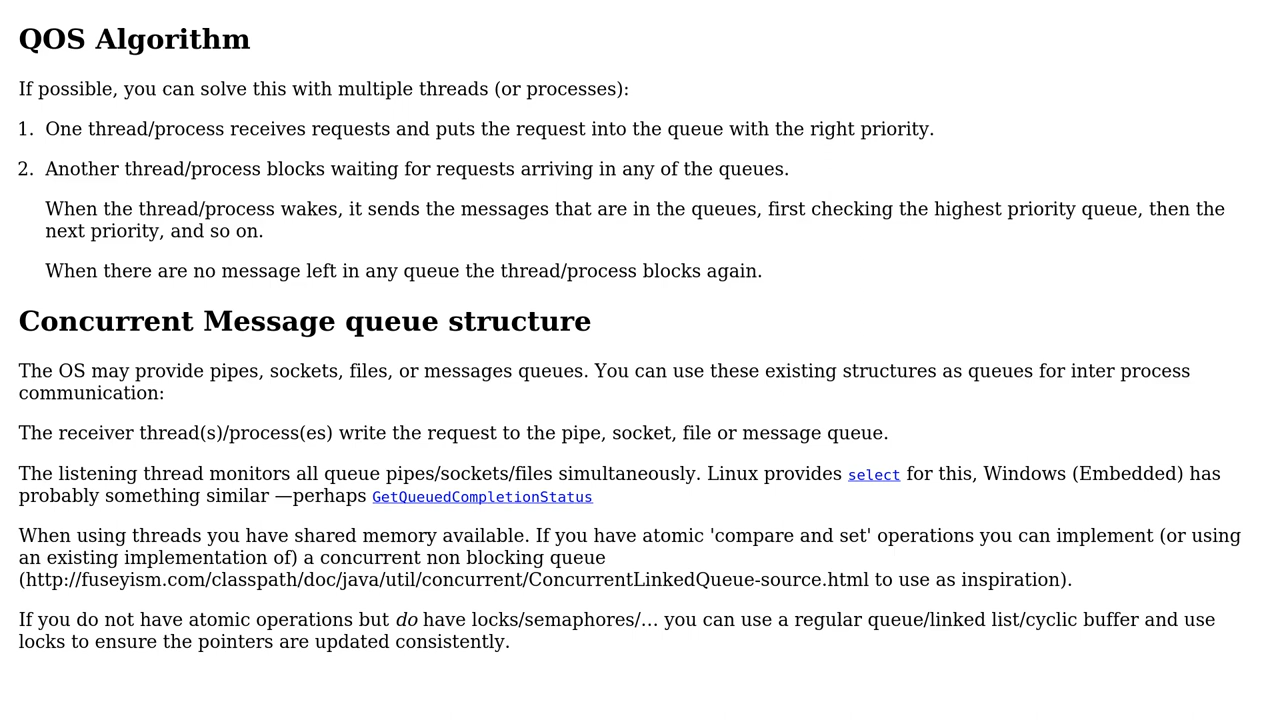 QOS Algorithm
If possible, you can solve this with multiple threads (or processes):
1. One thread/process receives requests and puts the request into the queue with the right priority.
2. Another thread/process blocks waiting for requests arriving in any of the queues.
When the thread/process wakes, it sends the messages that are in the queues, first checking the highest priority queue, then the
next priority, and so on.
When there are no message left in any queue the thread/process blocks again.
Concurrent Message queue structure
The OS may provide pipes, sockets, files, or messages queues. You can use these existing structures as queues for inter process
communication:
The receiver thread(s)/process(es) write the request to the pipe, socket, file or message queue.
The listening thread monitors all queue pipes/sockets/files simultaneously. Linux provides select for this, Windows (Embedded) has
probably something similar —perhaps GetQueuedCompletionStatus
When using threads you have shared memory available. If you have atomic 'compare and set' operations you can implement (or using
an existing implementation of) a concurrent non blocking queue
(http://fuseyism.com/classpath/doc/java/util/concurrent/ConcurrentLinkedQueue-source.html to use as inspiration).
If you do not have atomic operations but do have locks/semaphores/... you can use a regular queue/linked list/cyclic buffer and use
locks to ensure the pointers are updated consistently.